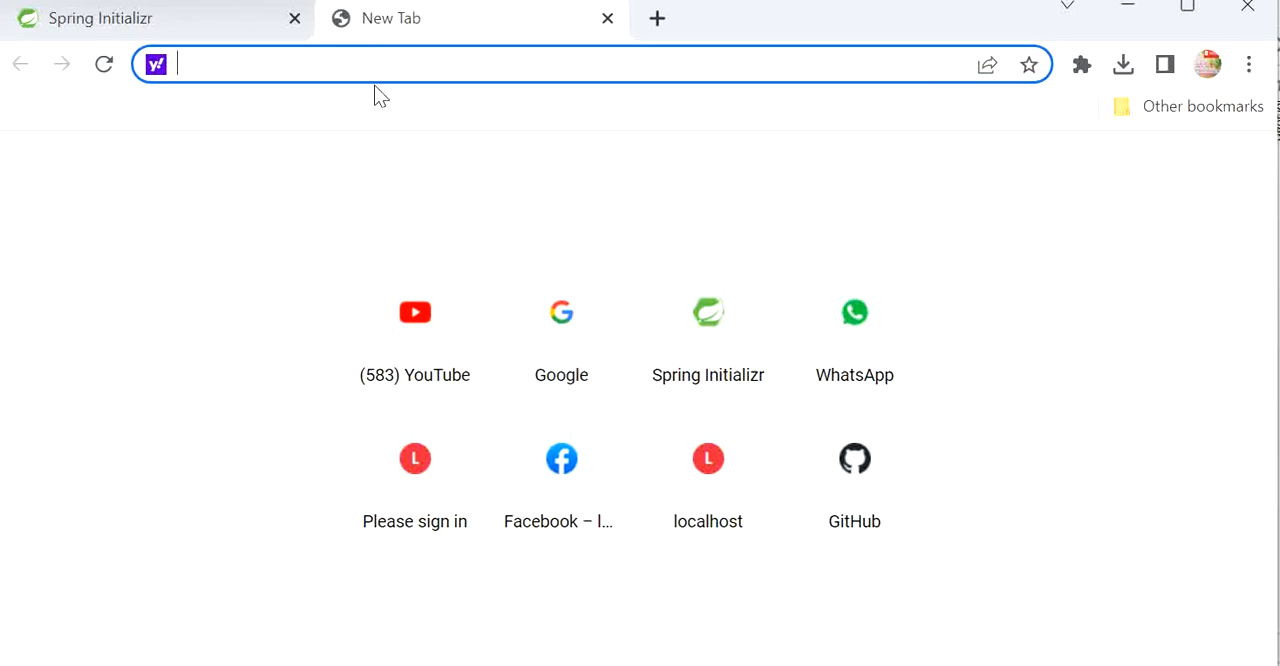 Spring Initializr
New Tab
y!
Other bookmarks
(583) YouTube
Google
Spring Initializr
WhatsApp
L
L
Please sign in
Facebook – l...
localhost
GitHub